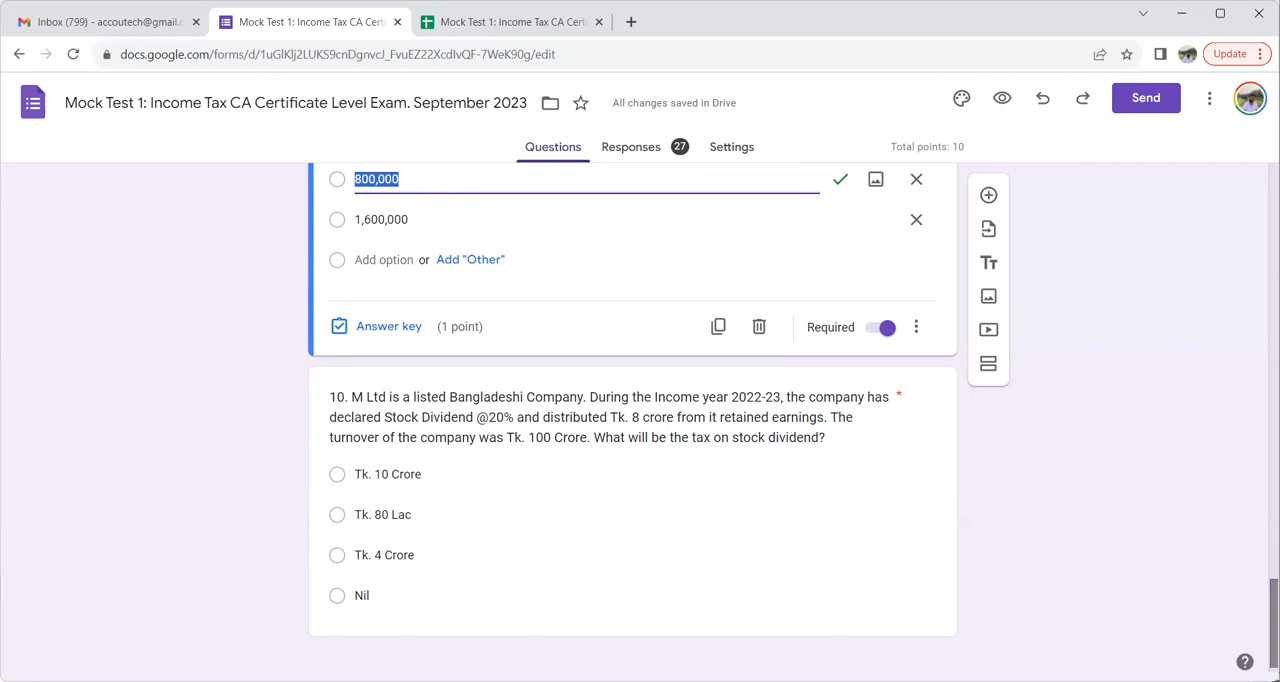 Inbox (799) - accoutech@gmail.c
Mock Test 1: Income Tax CA Certi
Mock Test 1: Income Tax CA Certi
docs.google.com/forms/d/1uGlKlj2LUKS9cnDgnvcJ_FvuEZ22XcdlvQF-7WeK90g/edit
Update
Mock Test 1: Income Tax CA Certificate Level Exam. September 2023
All changes saved in Drive
Send
Questions
Responses 27
Settings
Total points: 10
800,000
1,600,000
Add option or Add "Other"
Answer key (1 point)
Required
10. M Ltd is a listed Bangladeshi Company. During the Income year 2022-23, the company has *
declared Stock Dividend @20% and distributed Tk. 8 crore from it retained earnings. The
turnover of the company was Tk. 100 Crore. What will be the tax on stock dividend?
Tk. 10 Crore
Tk. 80 Lac
Tk. 4 Crore
Nil